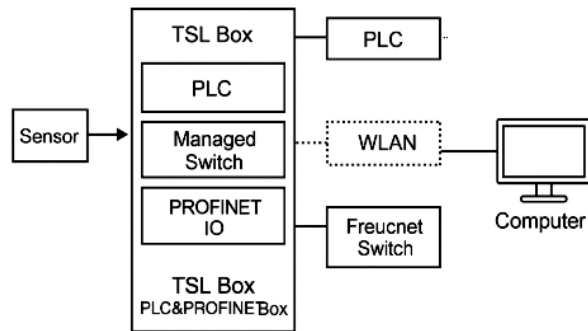 TSL Box
PLC
PLC
Sensor
Managed
Switch
WLAN
PROFINET
IO
Freucnet
Switch
Computer
TSL Box
PLC&PROFINETBox